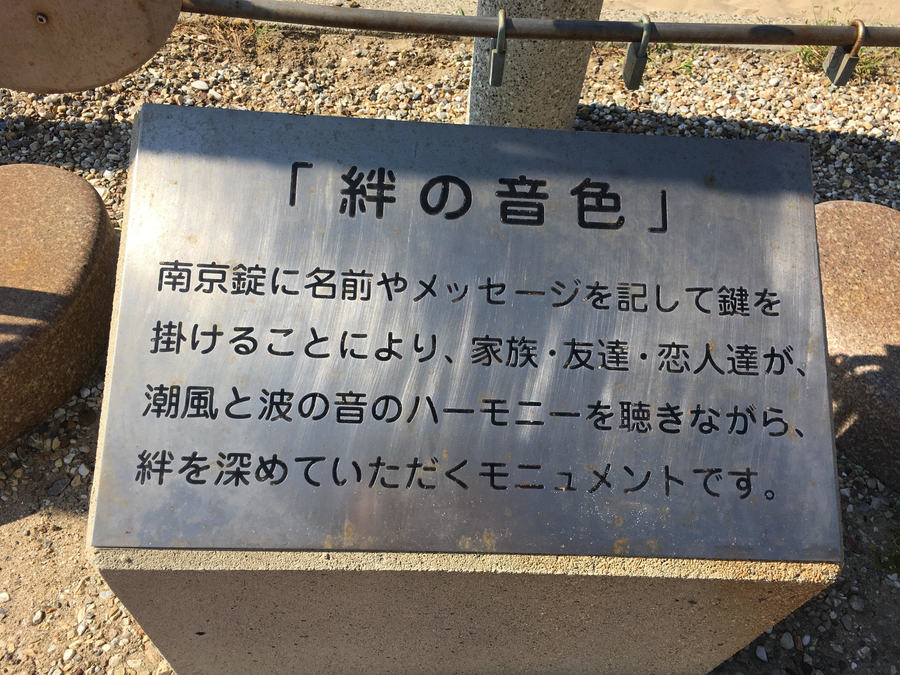 「絆の音色」
南京錠に名前やメッセージを記して鍵を
掛けることにより、家族・友達・恋人達が、
潮風と波の音のハーモニーを聴きながら、
絆を深めていただくモニュメントです。